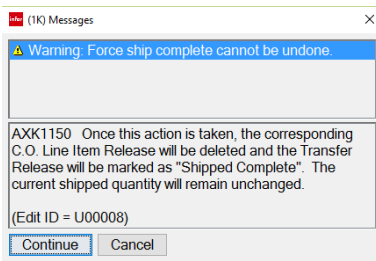 infor (1K) Messages
Warning: Force ship complete cannot be undone.
AXK1150 Once this action is taken, the corresponding
C.O. Line Item Release will be deleted and the Transfer
Release will be marked as "Shipped Complete". The
current shipped quantity will remain unchanged.
(Edit ID = U00008)
Continue Cancel